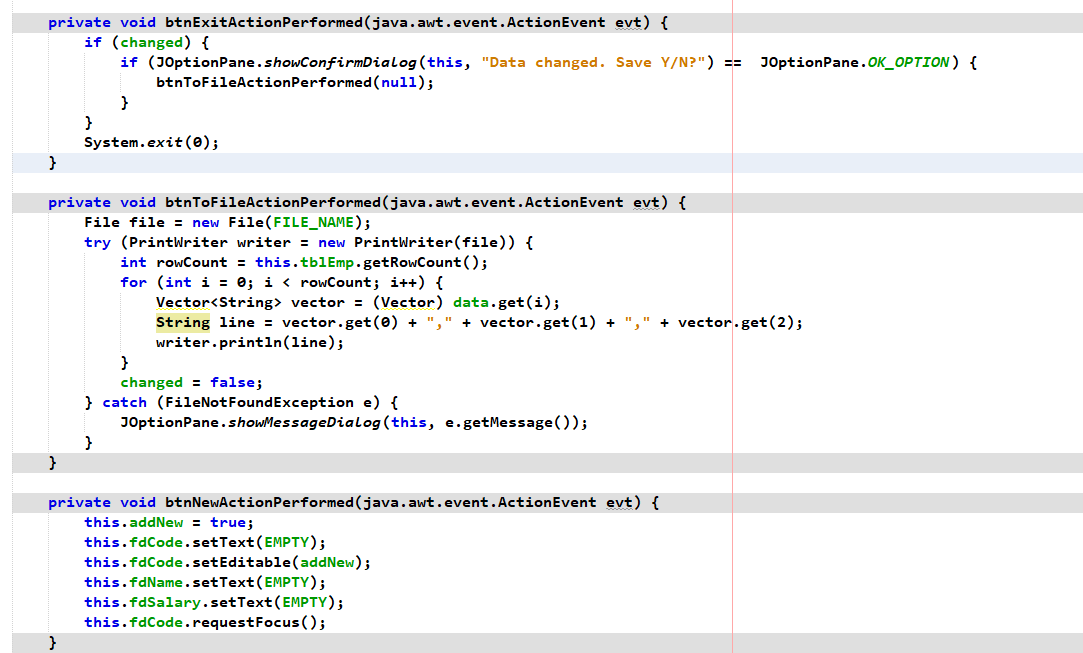 private void btnExitActionPerformed(java.awt.event.ActionEvent evt) {
    if (changed) {
        if (JOptionPane.showConfirmDialog(this, "Data changed. Save Y/N?") ==  JOptionPane.OK_OPTION) {
            btnToFileActionPerformed(null);
        }
    }
    System.exit(0);
}

private void btnToFileActionPerformed(java.awt.event.ActionEvent evt) {
    File file = new File(FILE_NAME);
    try (PrintWriter writer = new PrintWriter(file)) {
        int rowCount = this.tblEmp.getRowCount();
        for (int i = 0; i < rowCount; i++) {
            Vector<String> vector = (Vector) data.get(i);
            String line = vector.get(0) + "," + vector.get(1) + "," + vector.get(2);
            writer.println(line);
        }
        changed = false;
    } catch (FileNotFoundException e) {
        JOptionPane.showMessageDialog(this, e.getMessage());
    }
}

private void btnNewActionPerformed(java.awt.event.ActionEvent evt) {
    this.addNew = true;
    this.fdCode.setText(EMPTY);
    this.fdCode.setEditable(addNew);
    this.fdName.setText(EMPTY);
    this.fdSalary.setText(EMPTY);
    this.fdCode.requestFocus();
}